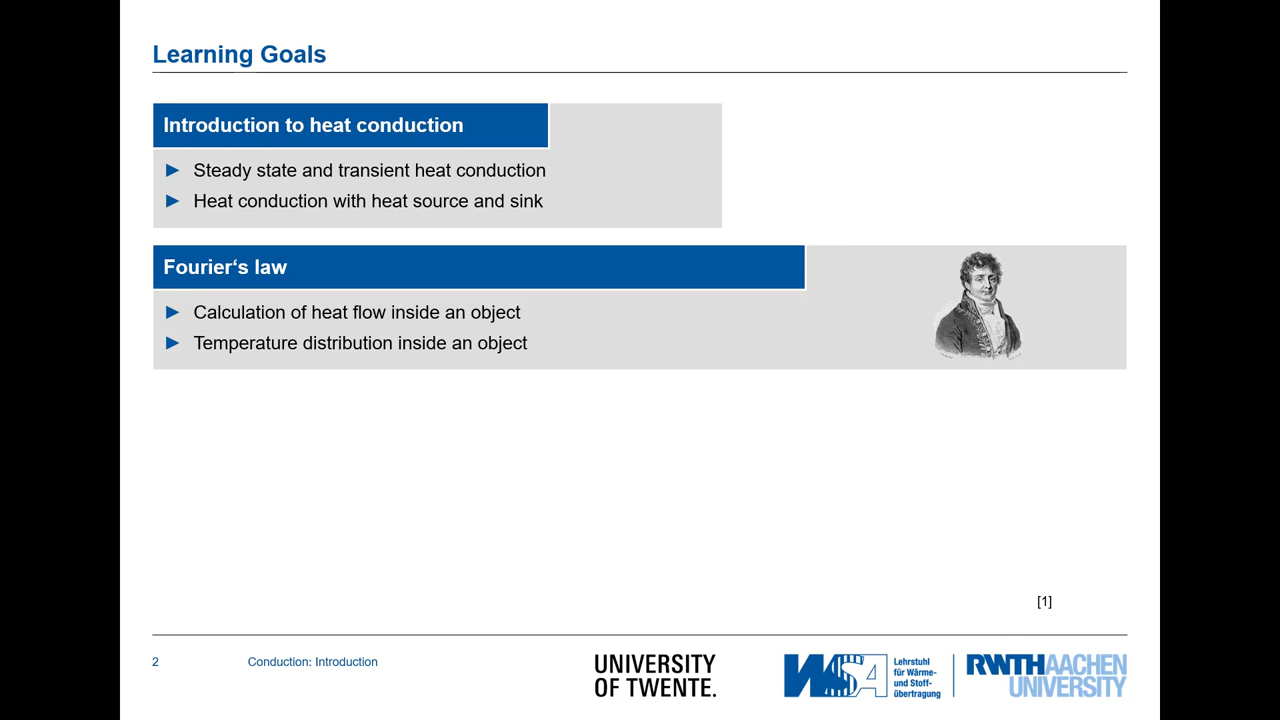 Learning Goals
Introduction to heat conduction
► Steady state and transient heat conduction
► Heat conduction with heat source and sink
Fourier‘s law
► Calculation of heat flow inside an object
► Temperature distribution inside an object
[1]
2 Conduction: Introduction
UNIVERSITY
OF TWENTE.
WSA
Lehrstuhl
für Wärme-
und Stoff-
übertragung
RWTHAACHEN
UNIVERSITY